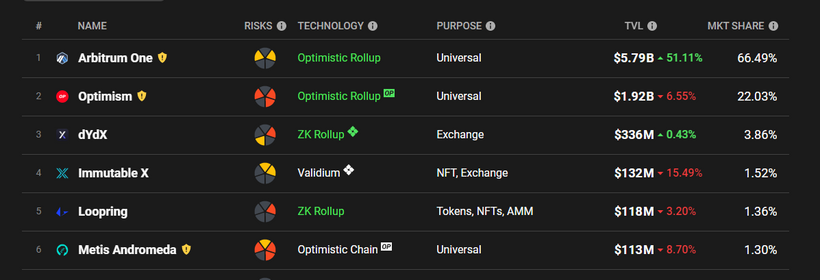 # NAME RISKS TECHNOLOGY PURPOSE TVL MKT SHARE
1 Arbitrum One Optimistic Rollup Universal $5.79B 51.11% 66.49%
2 OP Optimism Optimistic Rollup OP Universal $1.92B 6.55% 22.03%
3 dYdX ZK Rollup Exchange $336M 0.43% 3.86%
4 Immutable X Validium NFT, Exchange $132M 15.49% 1.52%
5 Loopring ZK Rollup Tokens, NFTs, AMM $118M 3.20% 1.36%
6 Metis Andromeda Optimistic Chain OP Universal $113M 8.70% 1.30%